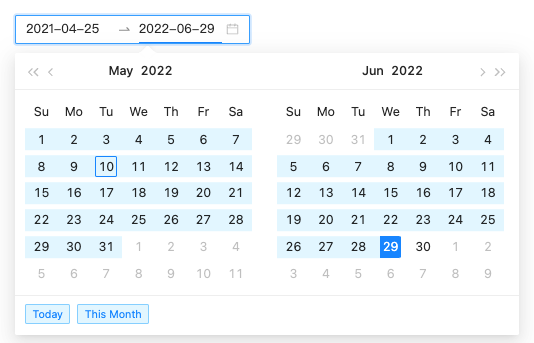 2021-04-25 → 2022-06-29
« ‹ May 2022 Jun 2022 › »
Su Mo Tu We Th Fr Sa Su Mo Tu We Th Fr Sa
1 2 3 4 5 6 7 29 30 31 1 2 3 4
8 9 10 11 12 13 14 5 6 7 8 9 10 11
15 16 17 18 19 20 21 12 13 14 15 16 17 18
22 23 24 25 26 27 28 19 20 21 22 23 24 25
29 30 31 1 2 3 4 26 27 28 29 30 1 2
5 6 7 8 9 10 11 3 4 5 6 7 8 9
Today This Month